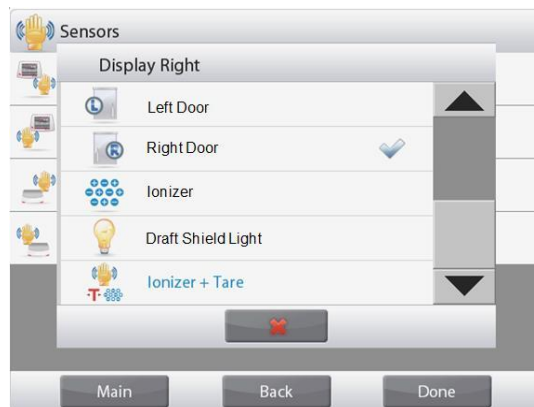 Sensors
Display Right
L Left Door
R Right Door
Ionizer
Draft Shield Light
T Ionizer + Tare
Main Back Done